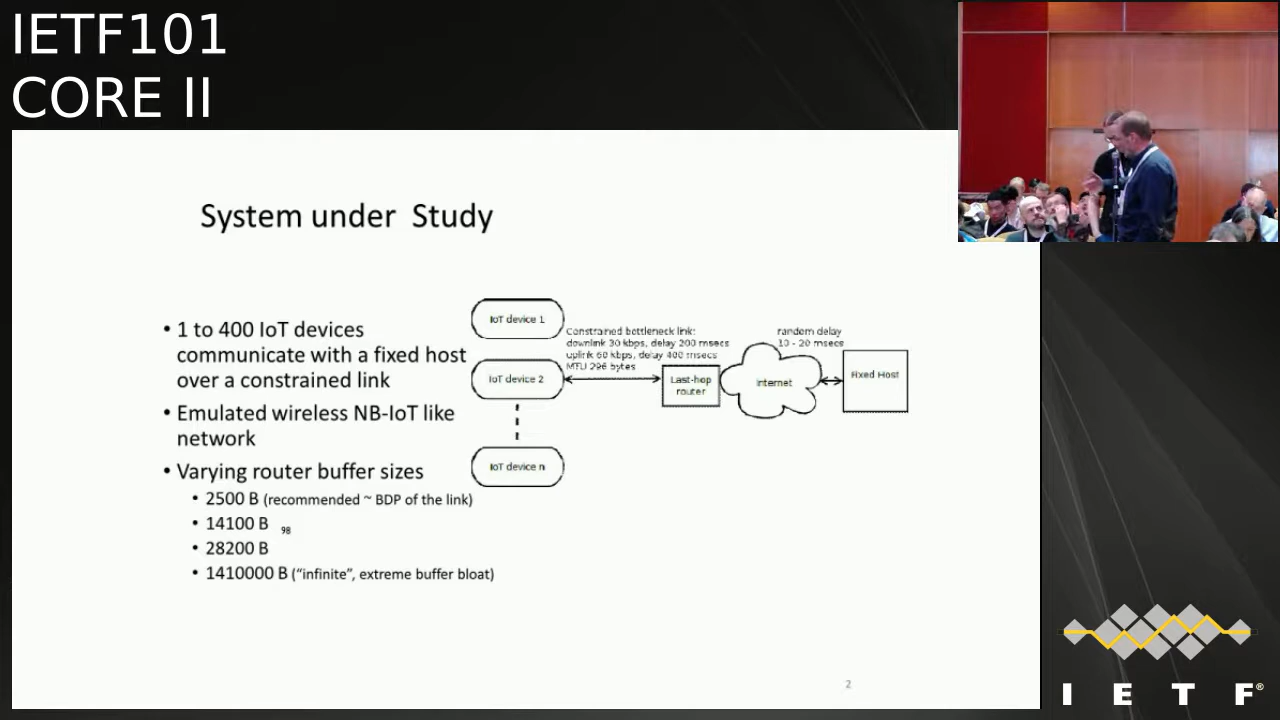 IETF101
CORE II
System under Study
• 1 to 400 IoT devices
communicate with a fixed host
over a constrained link
• Emulated wireless NB-IoT like
network
• Varying router buffer sizes
• 2500 B (recommended ~ BDP of the link)
• 14100 B
98
• 28200 B
• 1410000 B (“infinite”, extreme buffer bloat)
IoT device 1
IoT device 2
IoT device n
Constrained bottleneck link:
downlink 30 kbps, delay 200 msecs
uplink 60 kbps, delay 400 msecs
MTU 296 bytes
Last-hop
router
Internet
random delay
10 - 20 msecs
Fixed Host
2
I E T F®